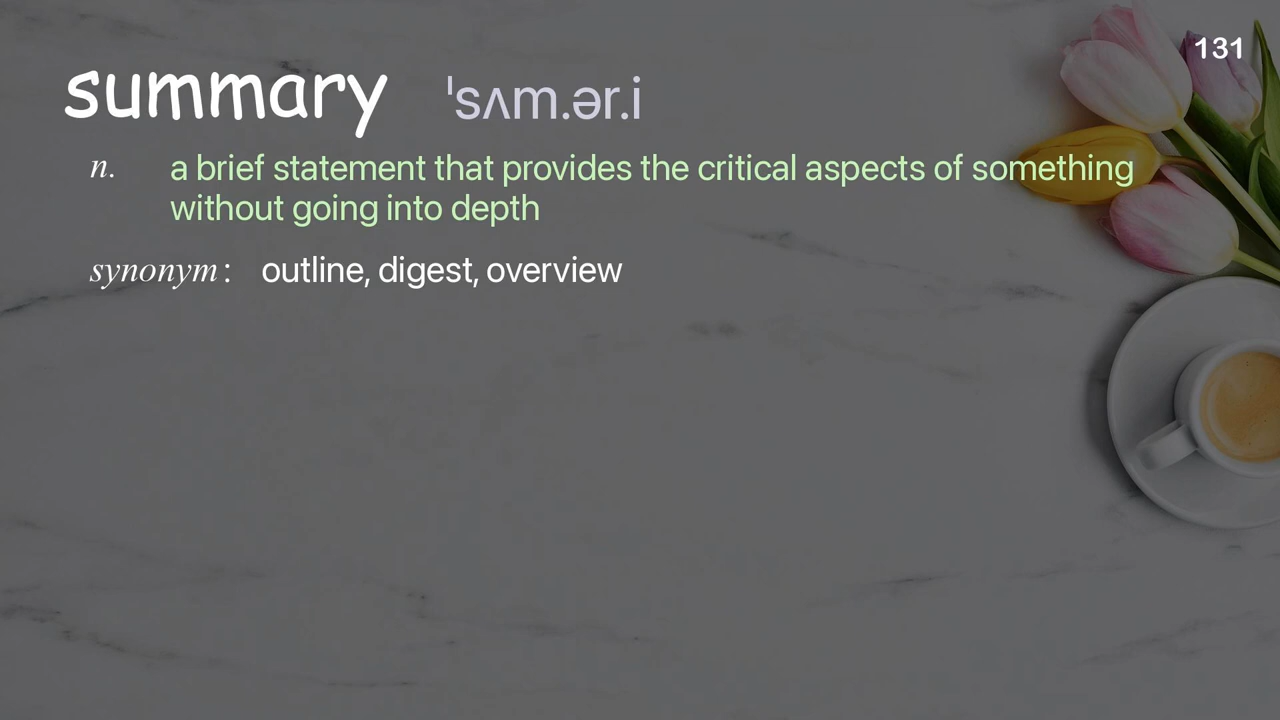 131
summary ˈsʌm.ər.i
n. a brief statement that provides the critical aspects of something
without going into depth
synonym : outline, digest, overview